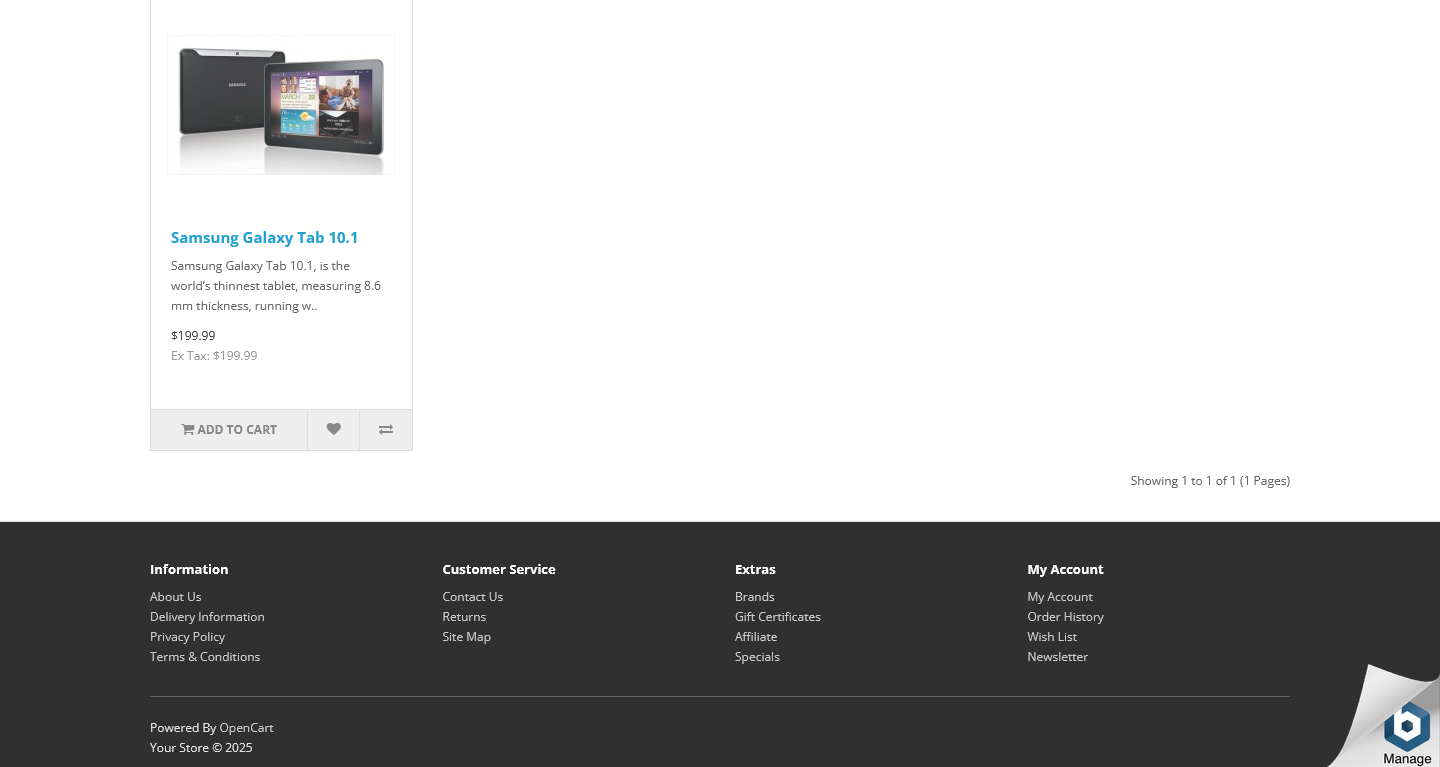 SAMSUNG
MARCH
Samsung Galaxy Tab 10.1
Samsung Galaxy Tab 10.1, is the
world’s thinnest tablet, measuring 8.6
mm thickness, running w..
$199.99
Ex Tax: $199.99
ADD TO CART
Showing 1 to 1 of 1 (1 Pages)
Information
About Us
Delivery Information
Privacy Policy
Terms & Conditions
Customer Service
Contact Us
Returns
Site Map
Extras
Brands
Gift Certificates
Affiliate
Specials
My Account
My Account
Order History
Wish List
Newsletter
Powered By OpenCart
Your Store © 2025
Manage